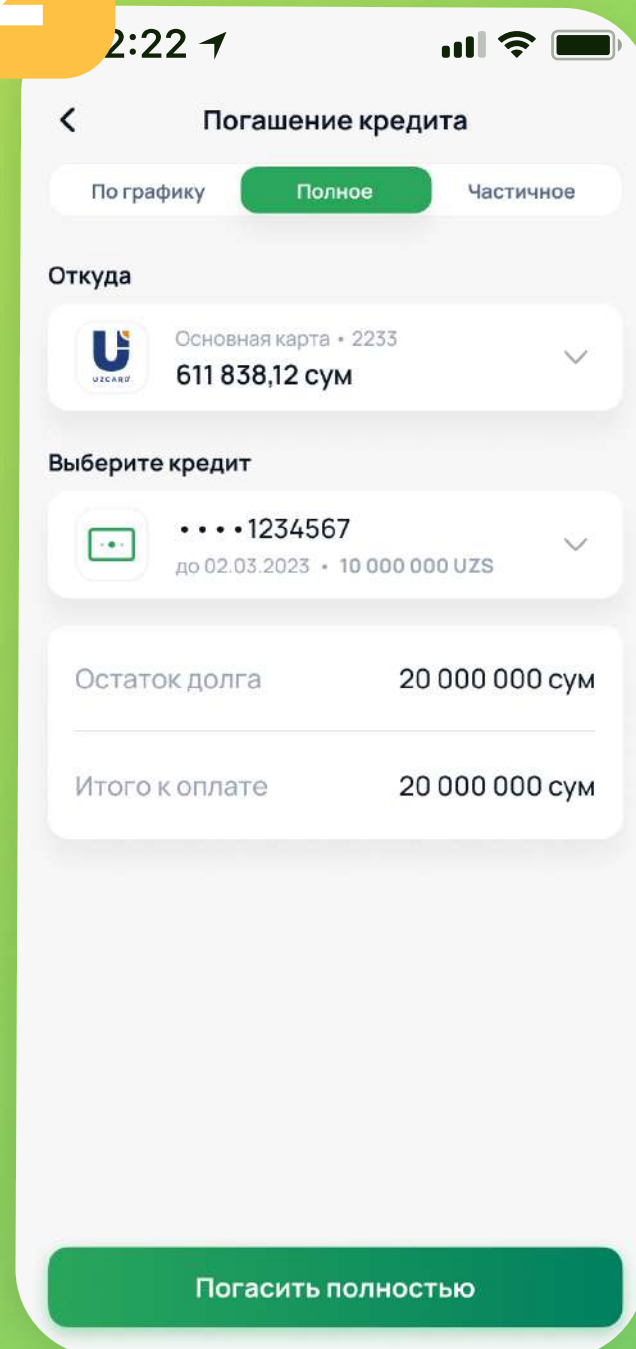 2:22
Погашение кредита
По графику Полное Частичное
Откуда
Основная карта • 2233
UZCARD
611 838,12 сум
Выберите кредит
• • • • 1234567
до 02.03.2023 • 10 000 000 UZS
Остаток долга 20 000 000 сум
Итого к оплате 20 000 000 сум
Погасить полностью